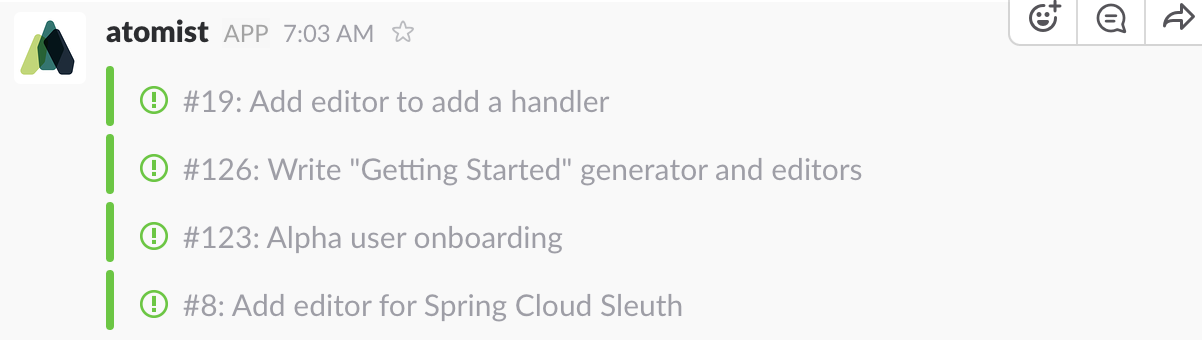 atomist APP 7:03 AM
#19: Add editor to add a handler
#126: Write "Getting Started" generator and editors
#123: Alpha user onboarding
#8: Add editor for Spring Cloud Sleuth